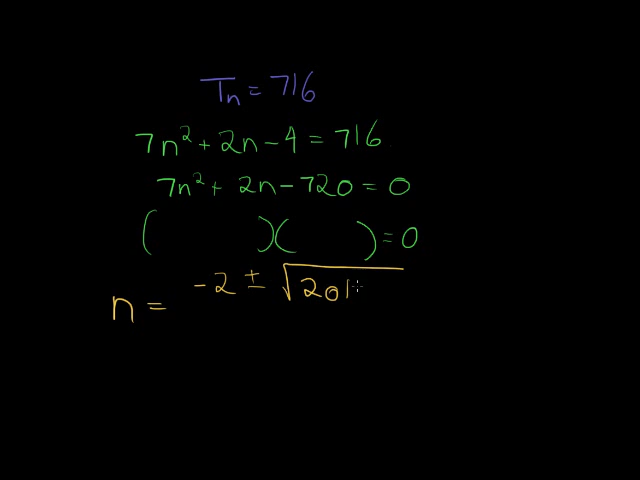 Tn = 716
7n² + 2n - 4 = 716
7n² + 2n - 720 = 0
( )( ) = 0
n = -2 ± √201